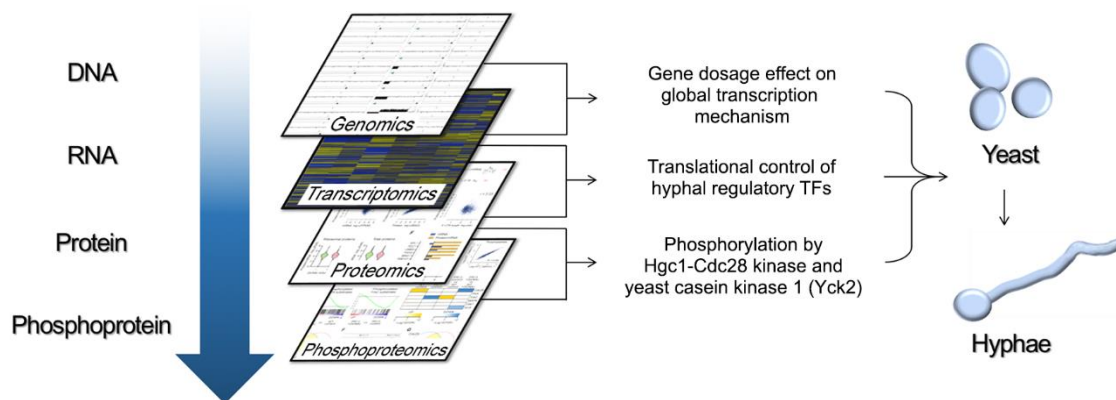 DNA
RNA
Protein
Phosphoprotein
Genomics
Transcriptomics
Proteomics
Phosphoproteomics
Gene dosage effect on
global transcription
mechanism
Translational control of
hyphal regulatory TFs
Phosphorylation by
Hgc1-Cdc28 kinase and
yeast casein kinase 1 (Yck2)
Yeast
Hyphae